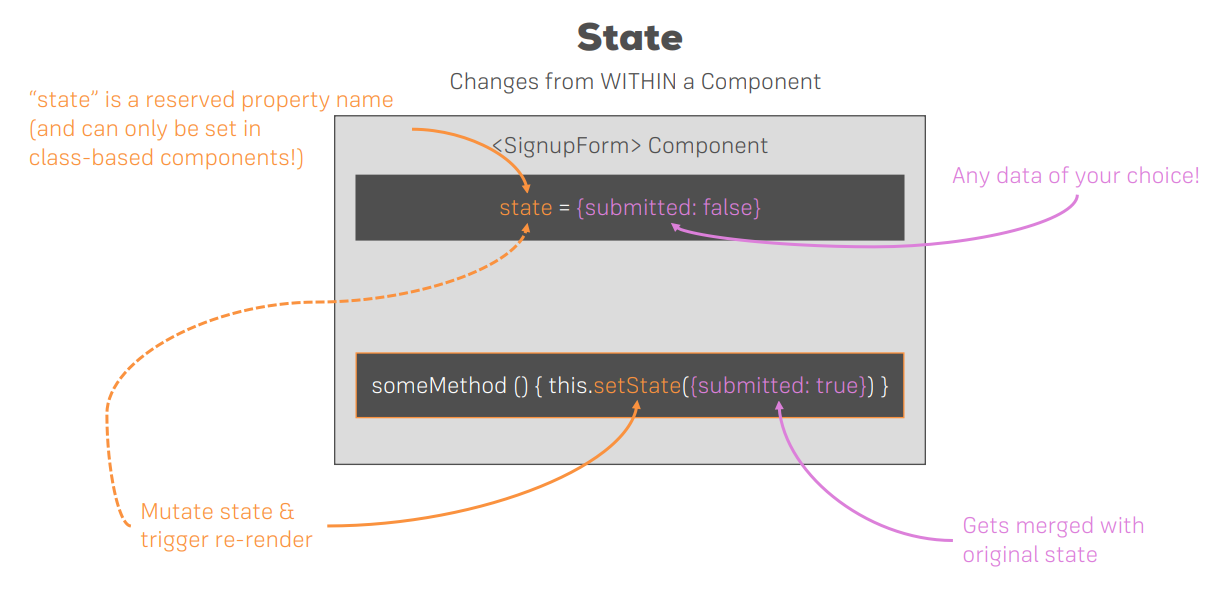 State
Changes from WITHIN a Component
“state” is a reserved property name
(and can only be set in
class-based components!)
<SignupForm> Component
Any data of your choice!
state = {submitted: false}
someMethod () { this.setState({submitted: true}) }
Mutate state &
trigger re-render
Gets merged with
original state